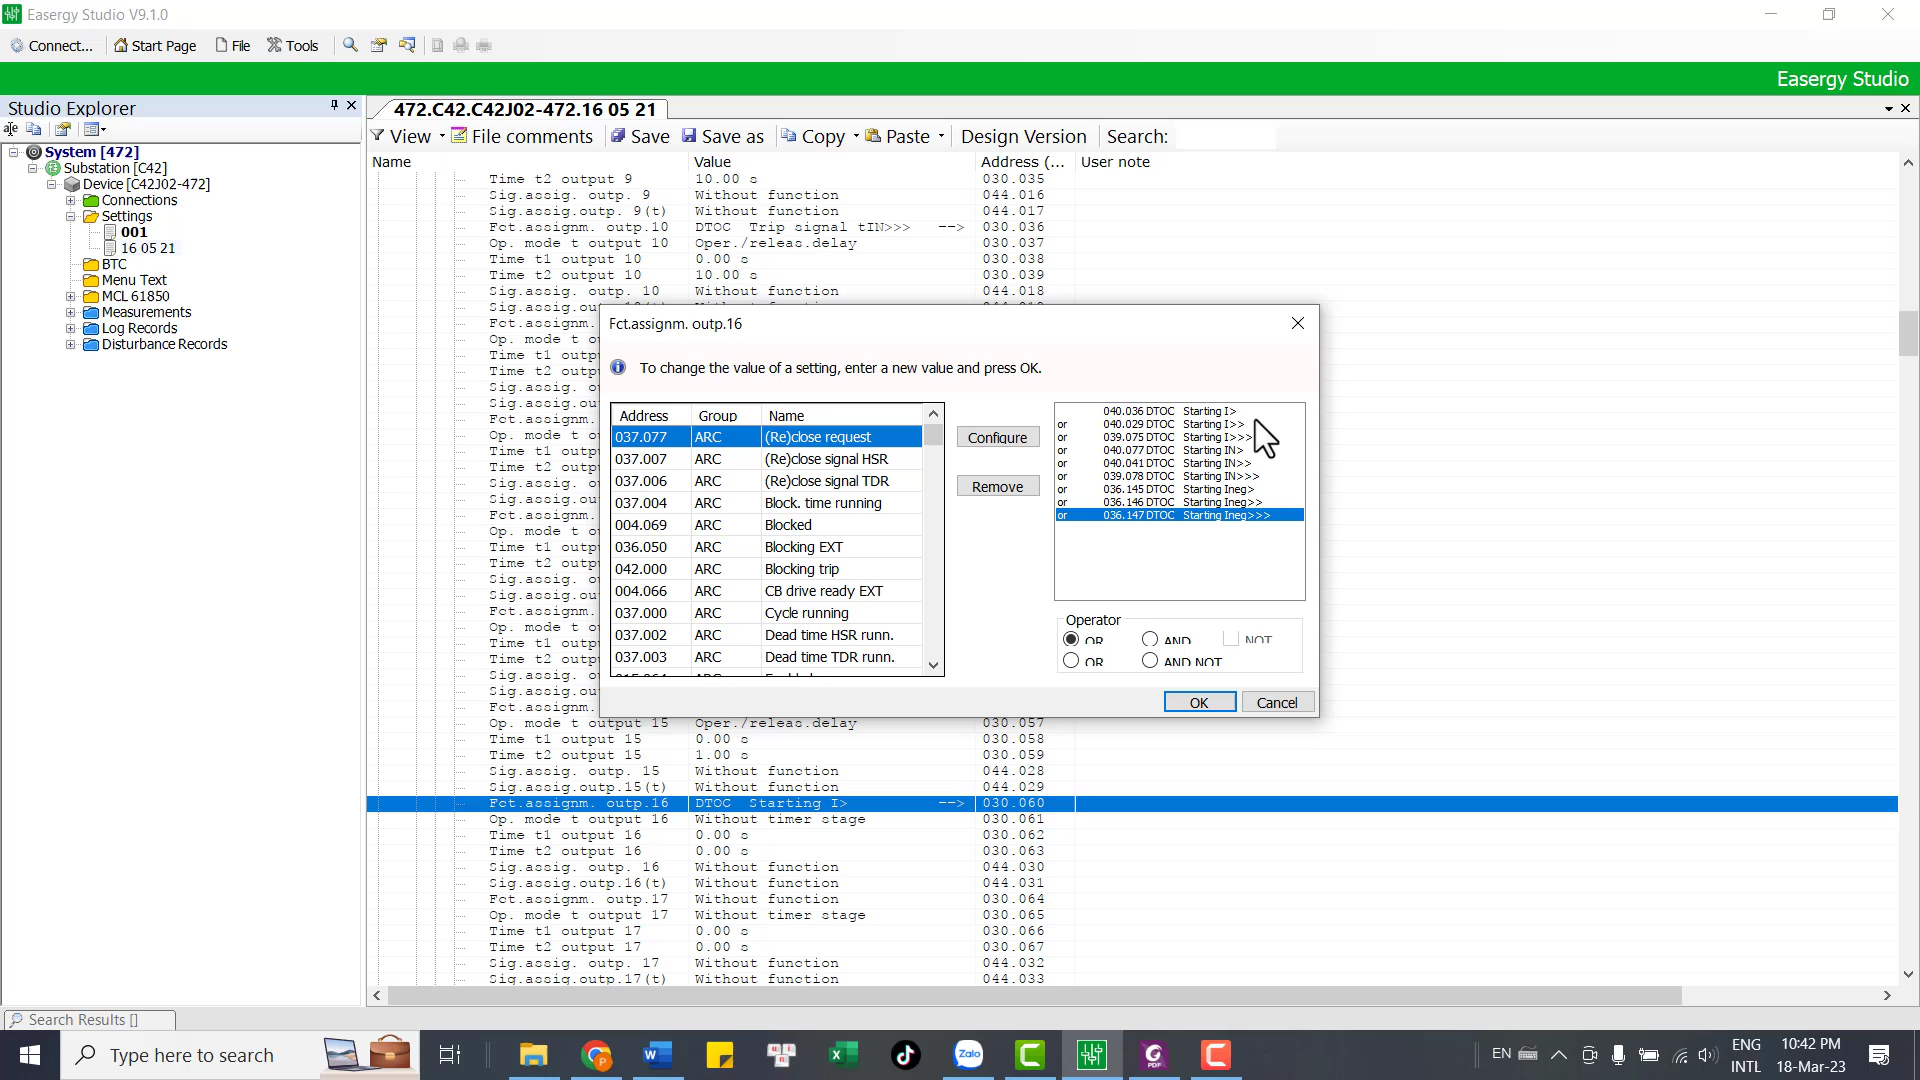 Easergy Studio V9.1.0
Connect... Start Page File Tools
Easergy Studio
Studio Explorer
472.C42.C42J02-472.16 05 21
View File comments Save Save as Copy Paste Design Version Search:
System [472]
Substation [C42]
Device [C42J02-472]
Connections
Settings
001
16 05 21
BTC
Menu Text
MCL 61850
Measurements
Log Records
Disturbance Records
Name Value Address (... User note
Time t2 output 9 10.00 s 030.035
Sig.assig. outp. 9 Without function 044.016
Sig.assig.outp. 9(t) Without function 044.017
Fct.assignm. outp.10 DTOC Trip signal tIN>>> --> 030.036
Op. mode t output 10 Oper./releas.delay 030.037
Time t1 output 10 0.00 s 030.038
Time t2 output 10 10.00 s 030.039
Sig.assig. outp. 10 Without function 044.018
Fct.assignm. outp.16
To change the value of a setting, enter a new value and press OK.
Address Group Name
037.077 ARC (Re)close request
037.007 ARC (Re)close signal HSR
037.006 ARC (Re)close signal TDR
037.004 ARC Block. time running
004.069 ARC Blocked
036.050 ARC Blocking EXT
042.000 ARC Blocking trip
004.066 ARC CB drive ready EXT
037.000 ARC Cycle running
037.002 ARC Dead time HSR runn.
037.003 ARC Dead time TDR runn.
Configure
Remove
040.036 DTOC Starting I>
or 040.029 DTOC Starting I>>
or 039.075 DTOC Starting I>>>
or 040.077 DTOC Starting IN>
or 040.041 DTOC Starting IN>>
or 039.078 DTOC Starting IN>>>
or 036.145 DTOC Starting Ineg>
or 036.146 DTOC Starting Ineg>>
or 036.147 DTOC Starting Ineg>>>
Operator
OR AND NOT
OR AND NOT
OK Cancel
Op. mode t output 15 Oper./releas.delay 030.057
Time t1 output 15 0.00 s 030.058
Time t2 output 15 1.00 s 030.059
Sig.assig. outp. 15 Without function 044.028
Sig.assig.outp.15(t) Without function 044.029
Fct.assignm. outp.16 DTOC Starting I> --> 030.060
Op. mode t output 16 Without timer stage 030.061
Time t1 output 16 0.00 s 030.062
Time t2 output 16 0.00 s 030.063
Sig.assig. outp. 16 Without function 044.030
Sig.assig.outp.16(t) Without function 044.031
Fct.assignm. outp.17 Without function 030.064
Op. mode t output 17 Without timer stage 030.065
Time t1 output 17 0.00 s 030.066
Time t2 output 17 0.00 s 030.067
Sig.assig. outp. 17 Without function 044.032
Sig.assig.outp.17(t) Without function 044.033
Search Results []
Type here to search
Zalo
PDF
EN
ENG
INTL
10:42 PM
18-Mar-23